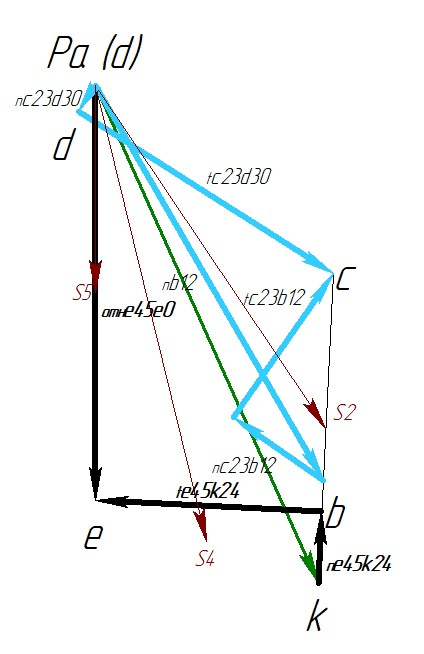 Pa (d)
nc23d30
d
tc23d30
c
nb12
tc23b12
S5
отнe45e0
S2
nc23b12
te45k24
b
e
S4
ne45k24
k